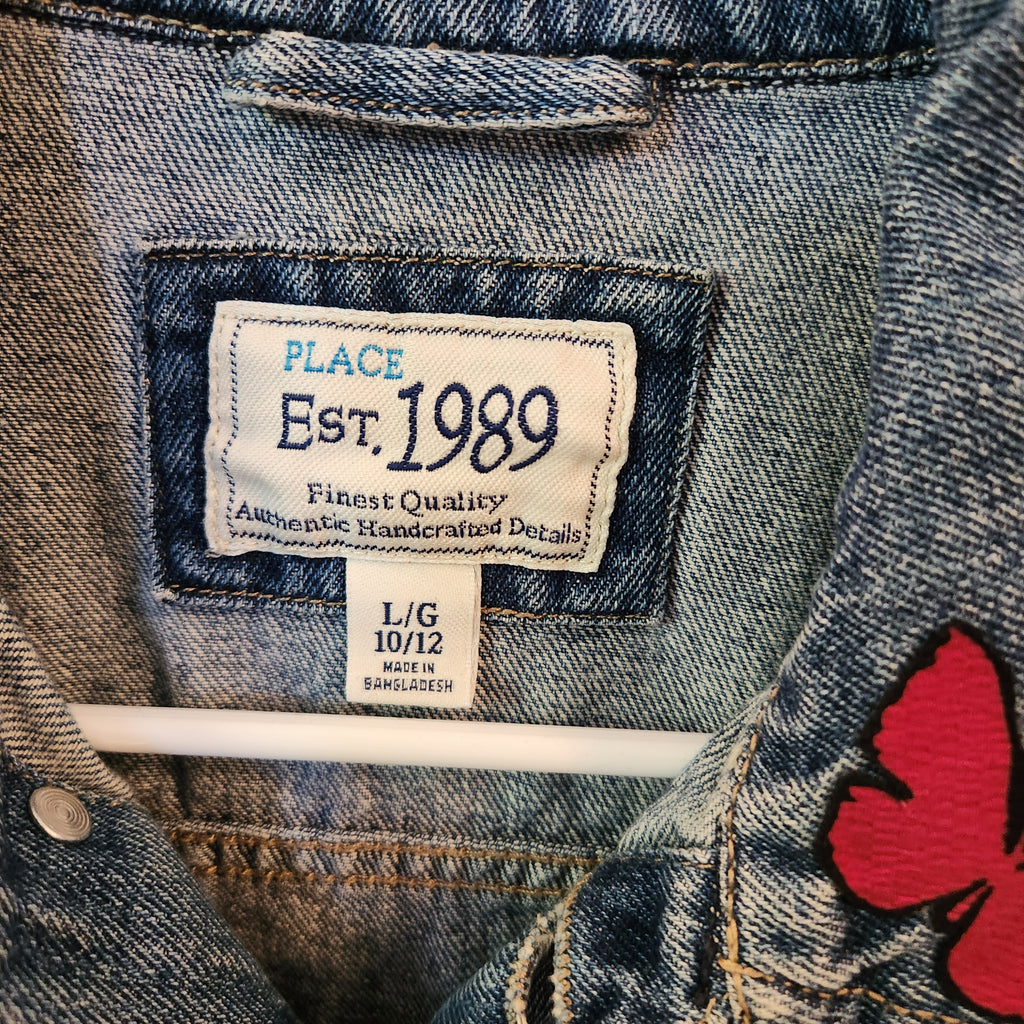 PLACE
EST. 1989
Finest Quality
Authentic Handcrafted Details
L/G
10/12
MADE IN
BANGLADESH